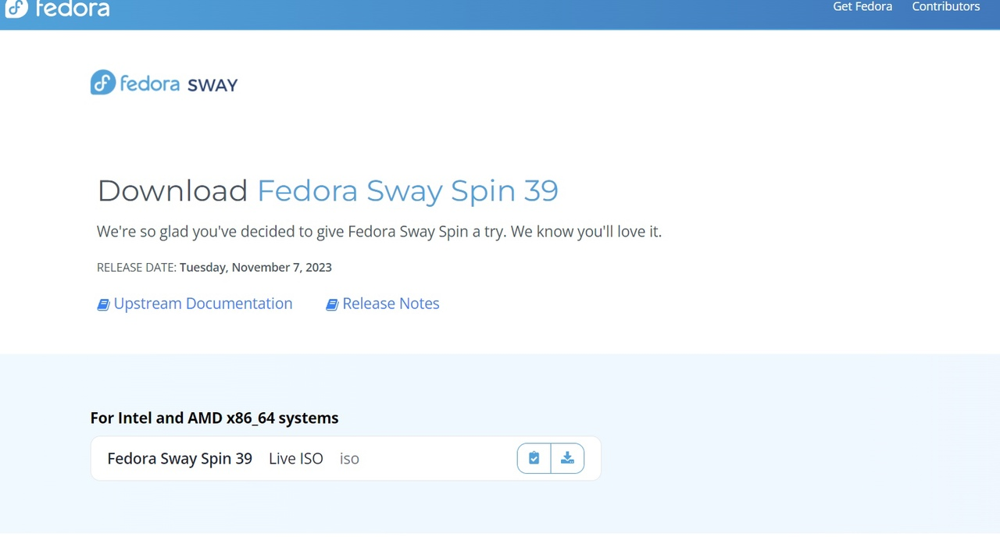 fedora
Get Fedora Contributors
fedora SWAY
Download Fedora Sway Spin 39
We're so glad you've decided to give Fedora Sway Spin a try. We know you'll love it.
RELEASE DATE: Tuesday, November 7, 2023
Upstream Documentation Release Notes
For Intel and AMD x86_64 systems
Fedora Sway Spin 39 Live ISO iso